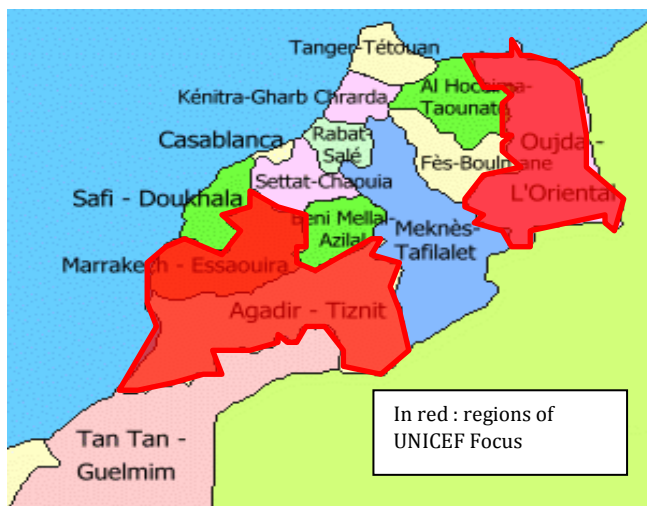 Tanger-Tétouan
Al Hoceima-
Taounate
Kénitra-Gharb Chrarda
Rabat-
Salé
Casablanca
Oujda -
L'Oriental
Fès-Boulmane
Settat-Chaouia
Safi - Doukhala
Beni Mellal-
Azilal
Meknès-
Tafilalet
Marrakech - Essaouira
Agadir - Tiznit
In red : regions of
UNICEF Focus
Tan Tan -
Guelmim